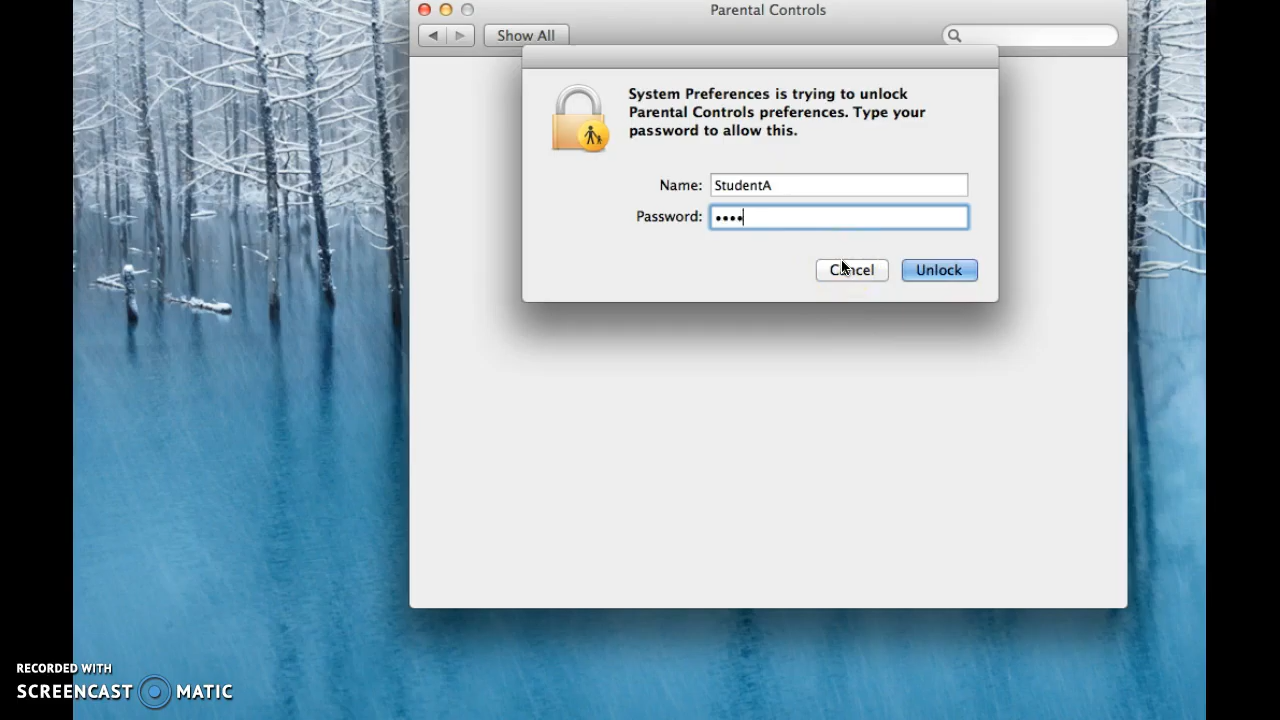 Parental Controls
Show All
System Preferences is trying to unlock
Parental Controls preferences. Type your
password to allow this.
Name: StudentA
Password: ••••
Cancel Unlock
RECORDED WITH
SCREENCAST MATIC